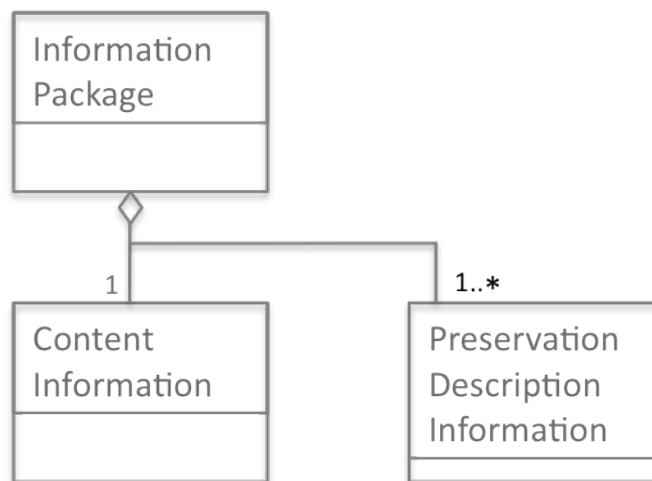 Information
Package
1
1..*
Content
Information
Preservation
Description
Information